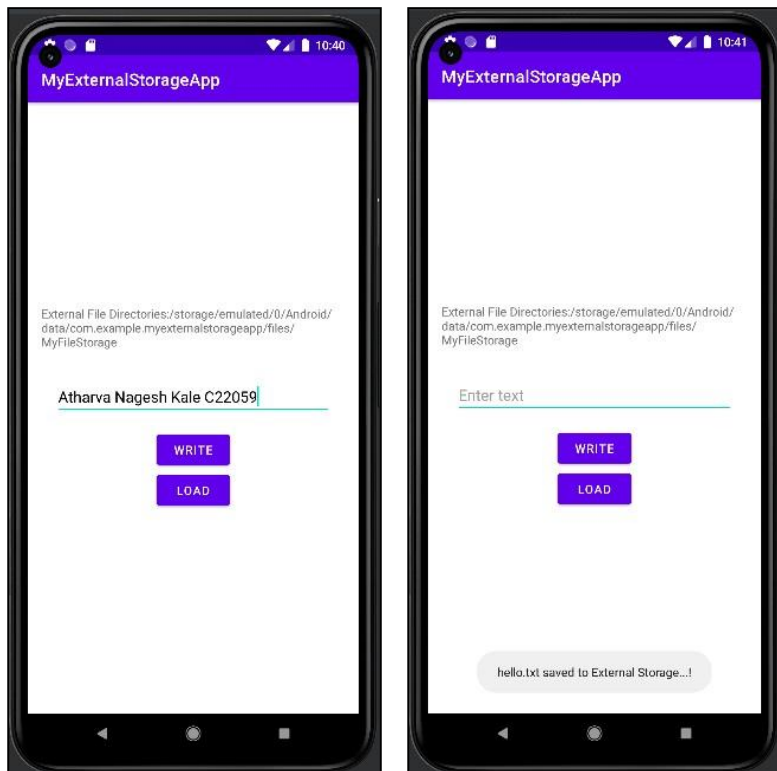 10:40
MyExternalStorageApp
External File Directories:/storage/emulated/0/Android/
data/com.example.myexternalstorageapp/files/
MyFileStorage
Atharva Nagesh Kale C22059
WRITE
LOAD
10:41
MyExternalStorageApp
External File Directories:/storage/emulated/0/Android/
data/com.example.myexternalstorageapp/files/
MyFileStorage
Enter text
WRITE
LOAD
hello.txt saved to External Storage...!